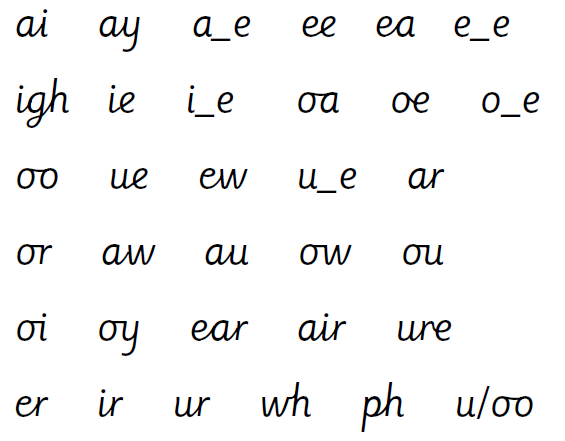 ai ay a_e ee ea e_e
igh ie i_e oa oe o_e
oo ue ew u_e ar
or aw au ow ou
oi oy ear air ure
er ir ur wh ph u/oo